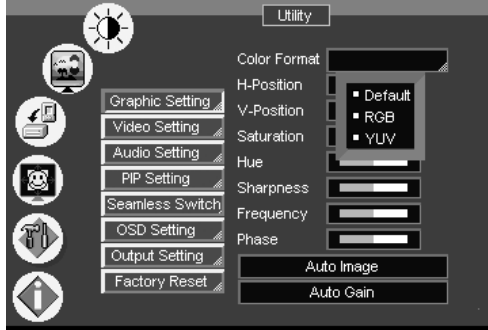 Utility
Graphic Setting
Video Setting
Audio Setting
PIP Setting
Seamless Switch
OSD Setting
Output Setting
Factory Reset
Color Format
H-Position
V-Position
Saturation
Hue
Sharpness
Frequency
Phase
Default
RGB
YUV
Auto Image
Auto Gain